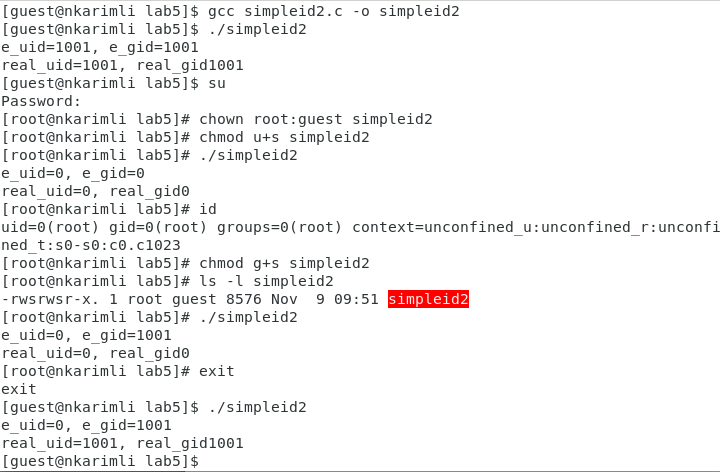 [guest@nkarimli lab5]$ gcc simpleid2.c -o simpleid2
[guest@nkarimli lab5]$ ./simpleid2
e_uid=1001, e_gid=1001
real_uid=1001, real_gid1001
[guest@nkarimli lab5]$ su
Password:
[root@nkarimli lab5]# chown root:guest simpleid2
[root@nkarimli lab5]# chmod u+s simpleid2
[root@nkarimli lab5]# ./simpleid2
e_uid=0, e_gid=0
real_uid=0, real_gid0
[root@nkarimli lab5]# id
uid=0(root) gid=0(root) groups=0(root) context=unconfined_u:unconfined_r:unconfi
ned_t:s0-s0:c0.c1023
[root@nkarimli lab5]# chmod g+s simpleid2
[root@nkarimli lab5]# ls -l simpleid2
-rwsrwsr-x. 1 root guest 8576 Nov  9 09:51 simpleid2
[root@nkarimli lab5]# ./simpleid2
e_uid=0, e_gid=1001
real_uid=0, real_gid0
[root@nkarimli lab5]# exit
exit
[guest@nkarimli lab5]$ ./simpleid2
e_uid=0, e_gid=1001
real_uid=1001, real_gid1001
[guest@nkarimli lab5]$